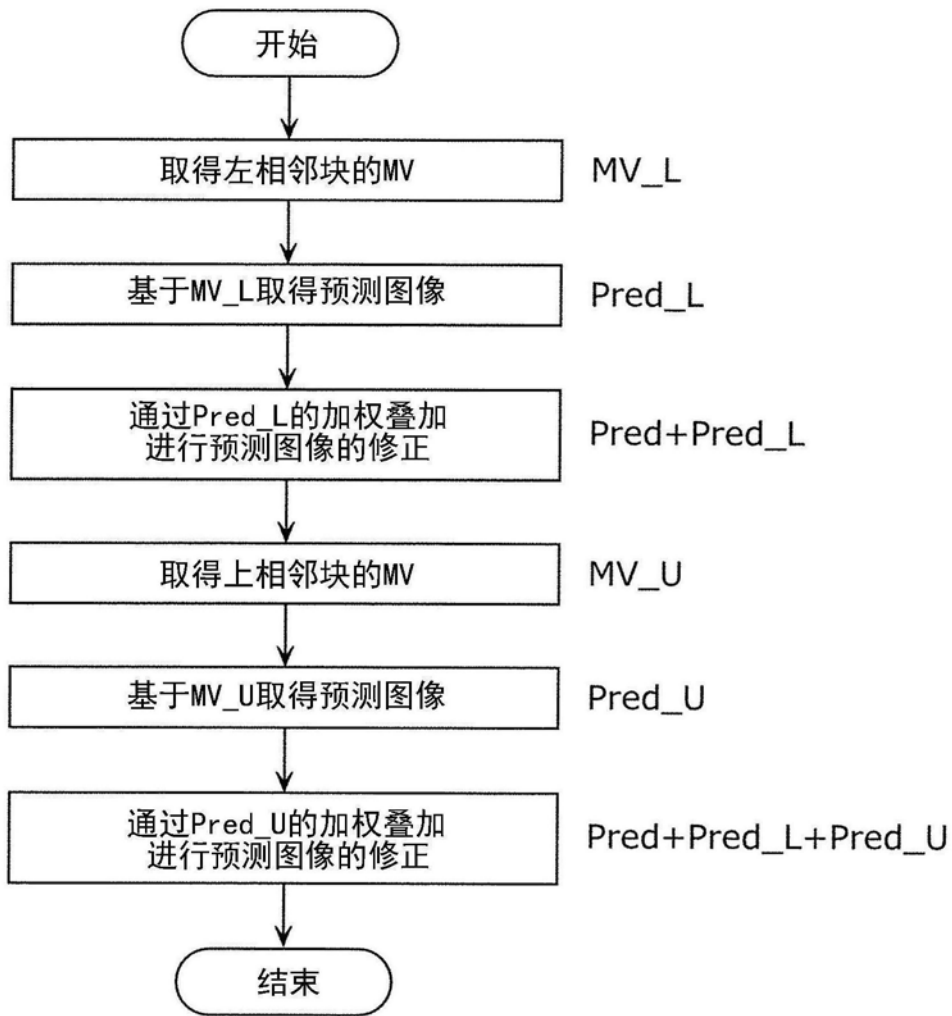 开始
取得左相邻块的MV
MV_L
基于MV_L取得预测图像
Pred_L
通过Pred_L的加权叠加
进行预测图像的修正
Pred+Pred_L
取得上相邻块的MV
MV_U
基于MV_U取得预测图像
Pred_U
通过Pred_U的加权叠加
进行预测图像的修正
Pred+Pred_L+Pred_U
结束